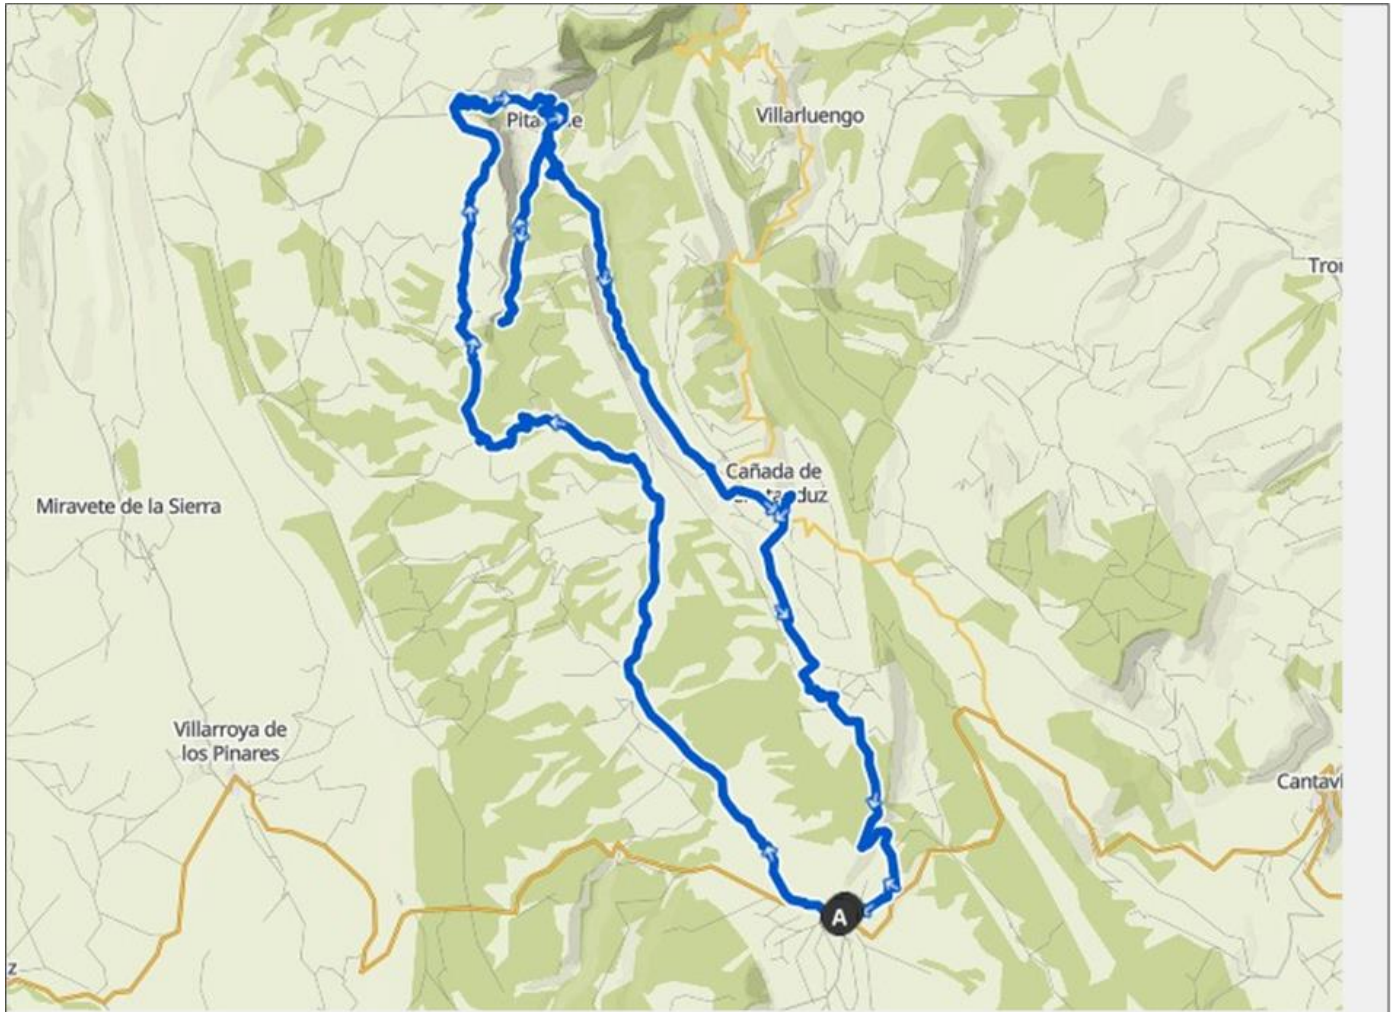 Villarluengo
Tro
Cañada de
Miravete de la Sierra
Villarroya de
los Pinares
Cantavi
z
A